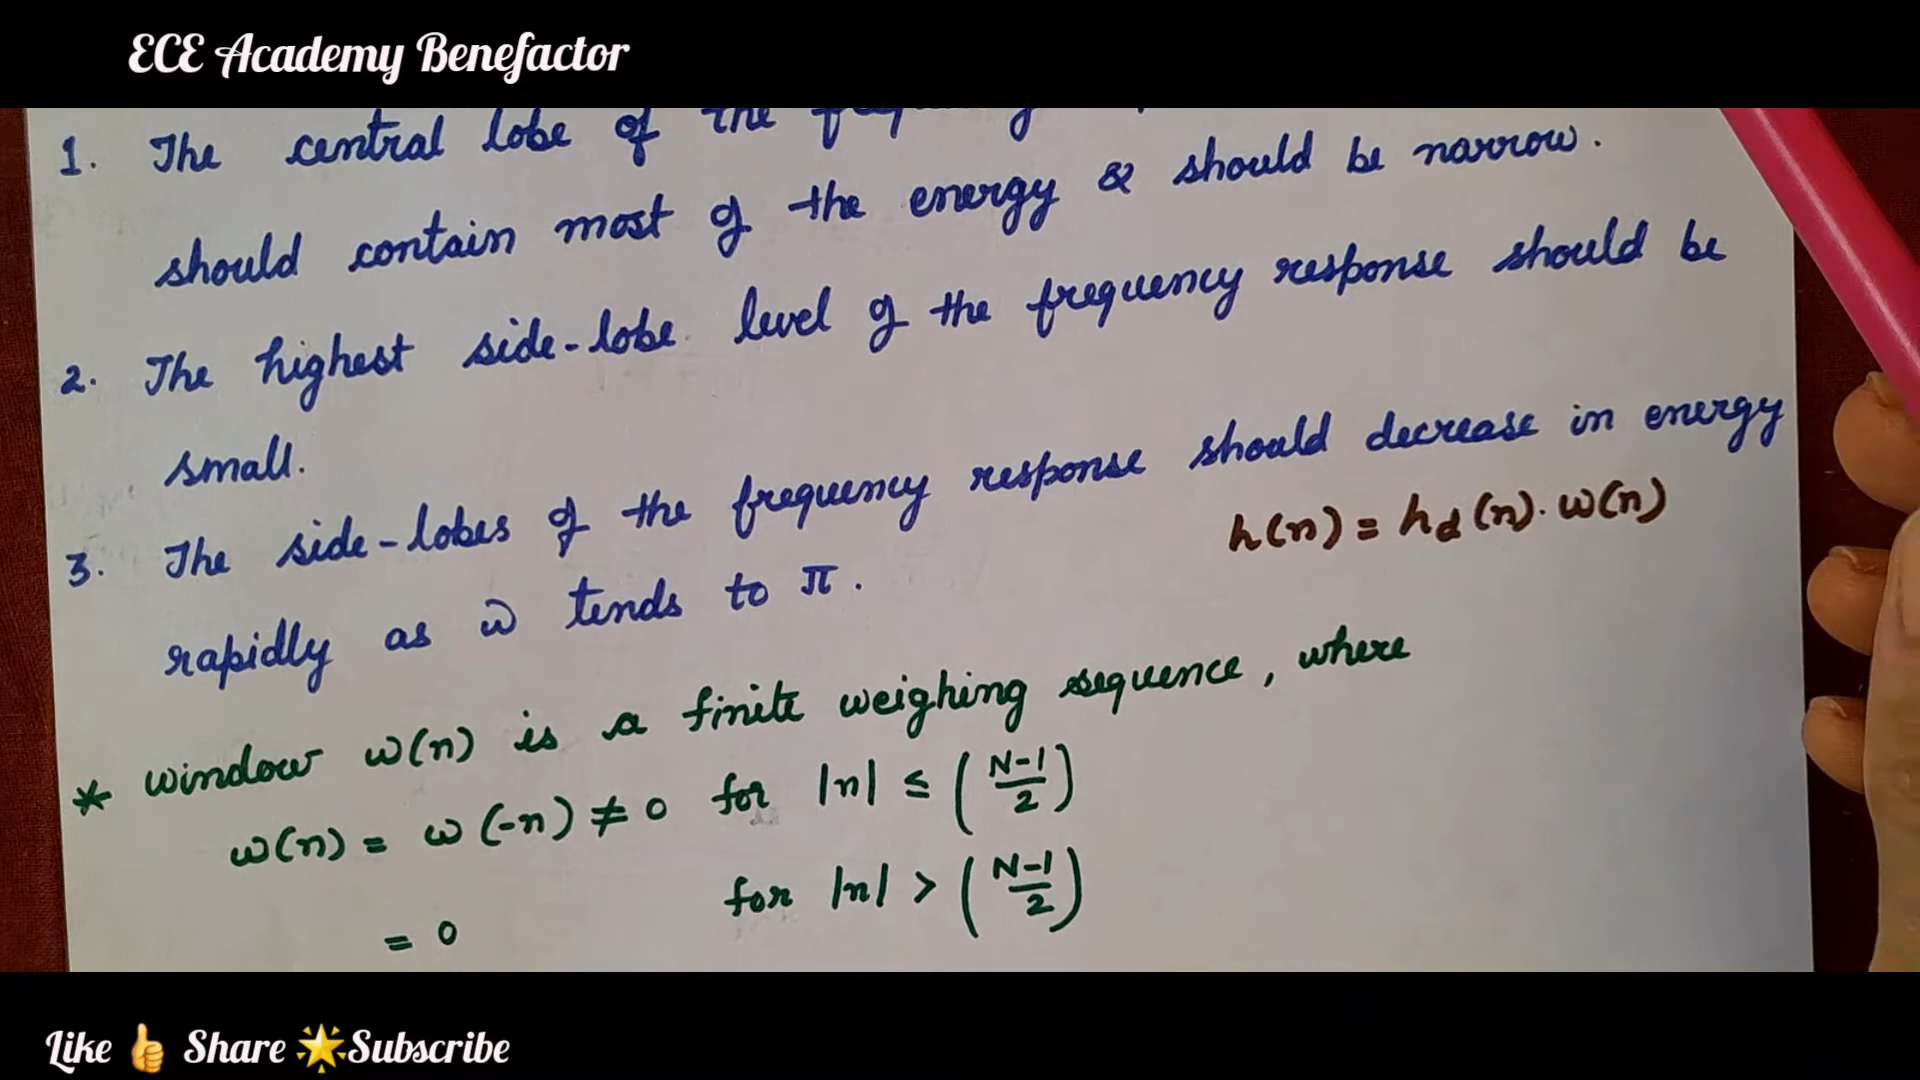 ECE Academy Benefactor
1. The central lobe of the
should contain most of the energy & should be narrow.
2. The highest side-lobe level of the frequency response should be
small.
3. The side-lobes of the frequency response should decrease in energy
rapidly as ω tends to π.
h(n) = hd(n). w(n)
* window w(n) is a finite weighing sequence, where
w(n) = w(-n) ≠ 0 for |n| ≤ (N-1/2)
= 0 for |n| > (N-1/2)
Like 👍 Share 🌟Subscribe